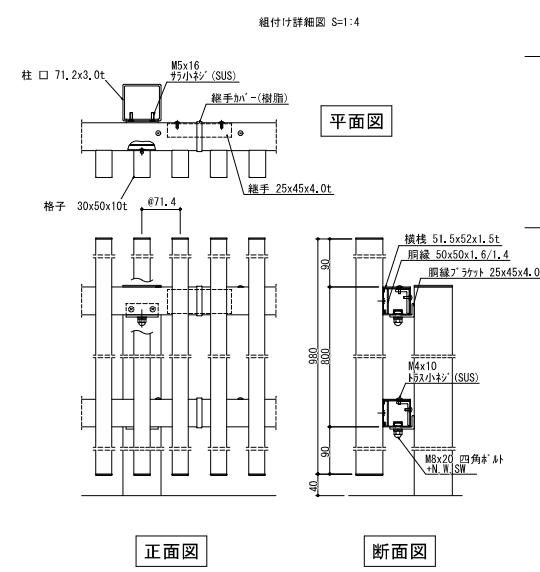 組付け詳細図 S=1:4
柱 口 71.2x3.0t
M5x16
サラ小ネジ(SUS)
継手カバー(樹脂)
平面図
継手 25x45x4.0t
格子 30x50x10t
@71.4
横桟 51.5x52x1.5t
胴縁 50x50x1.6/1.4
胴縁ブラケット 25x45x4.0
90
980
800
M4x10
トラス小ネジ(SUS)
90
M8x20 四角ボルト
+N.W.SW
40
正面図
断面図